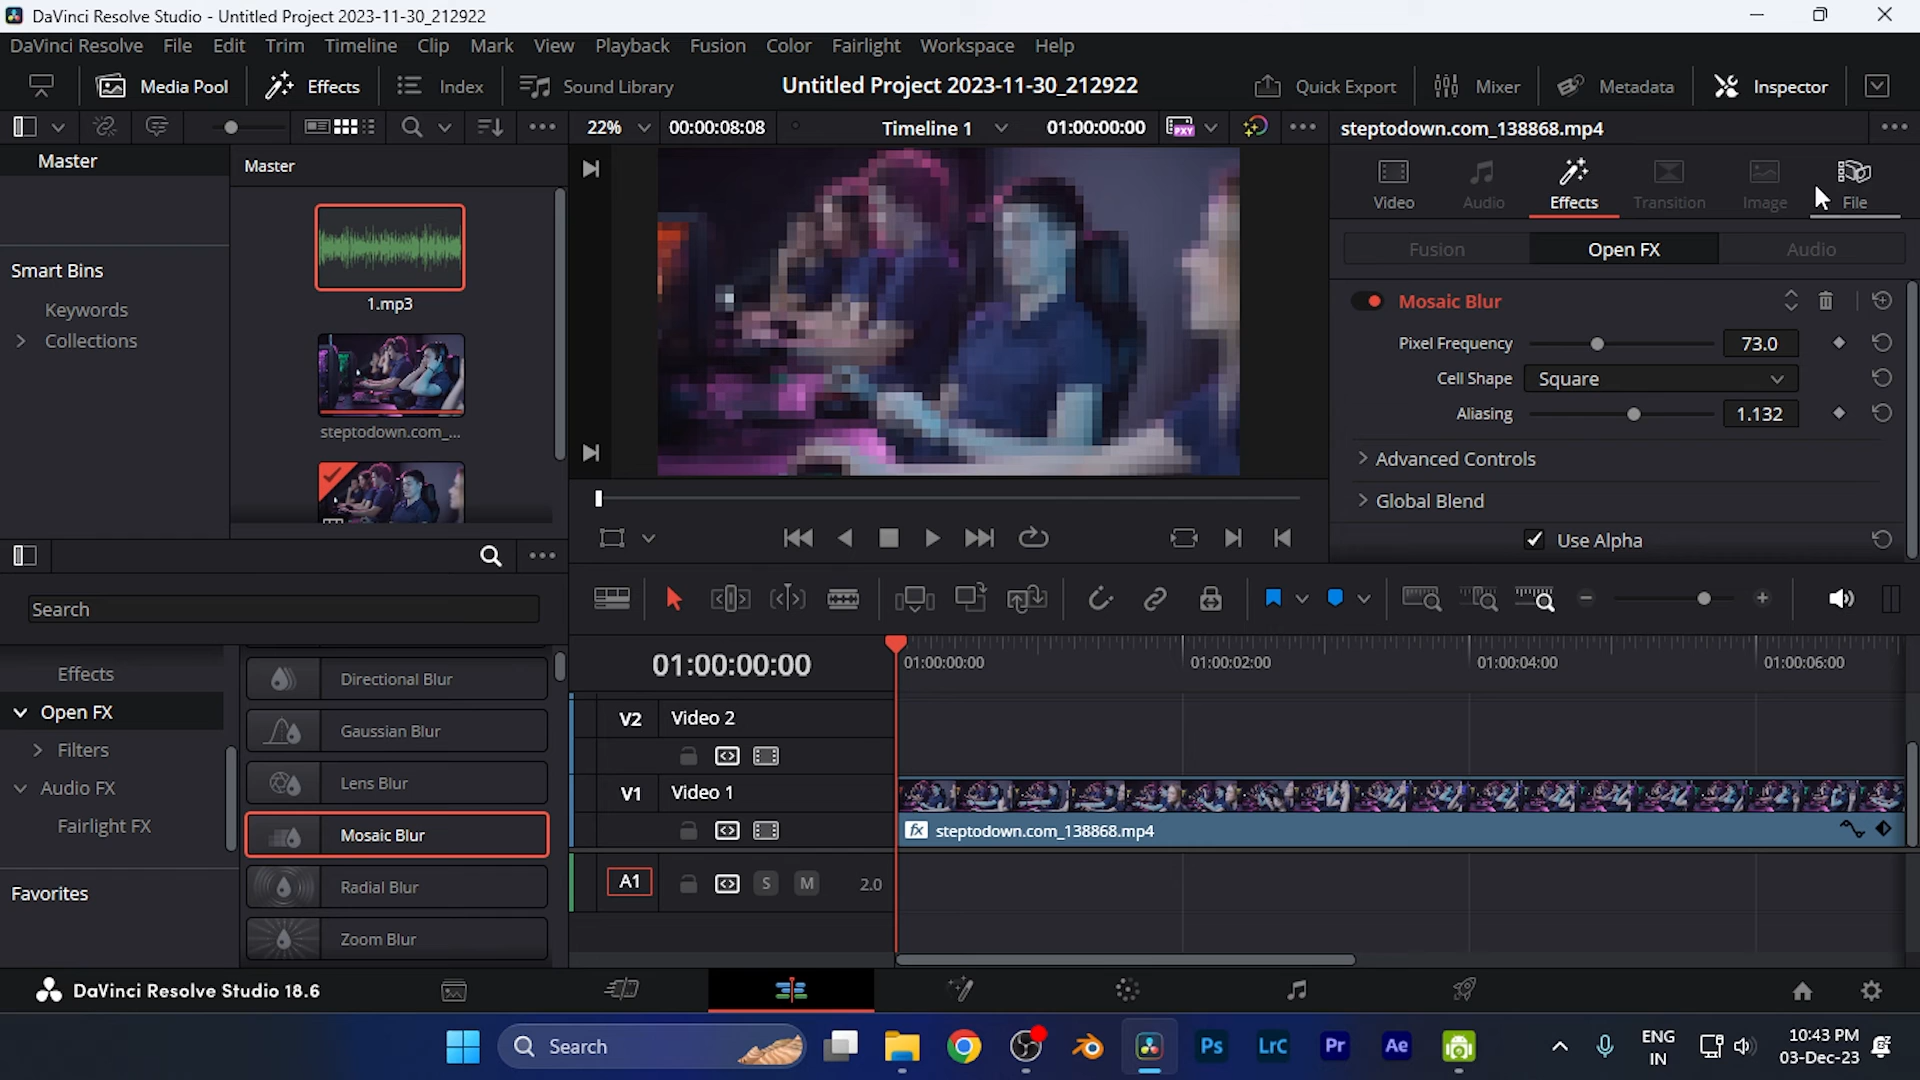 DaVinci Resolve Studio - Untitled Project 2023-11-30_212922
DaVinci Resolve File Edit Trim Timeline Clip Mark View Playback Fusion Color Fairlight Workspace Help
Media Pool Effects Index Sound Library Untitled Project 2023-11-30_212922 Quick Export Mixer Metadata Inspector
22% 00:00:08:08 Timeline 1 01:00:00:00 PXY steptodown.com_138868.mp4
Master
Master
Smart Bins
Keywords
Collections
1.mp3
steptodown.com_...
Video Audio Effects Transition Image File
Fusion Open FX Audio
Mosaic Blur
Pixel Frequency 73.0
Cell Shape Square
Aliasing 1.132
Advanced Controls
Global Blend
Use Alpha
Search
Effects
Open FX
Filters
Audio FX
Fairlight FX
Favorites
Directional Blur
Gaussian Blur
Lens Blur
Mosaic Blur
Radial Blur
Zoom Blur
01:00:00:00 01:00:00:00 01:00:02:00 01:00:04:00 01:00:06:00
V2 Video 2
V1 Video 1
fx steptodown.com_138868.mp4
A1 S M 2.0
DaVinci Resolve Studio 18.6
Search Ps LrC Pr Ae
ENG
IN
10:43 PM
03-Dec-23